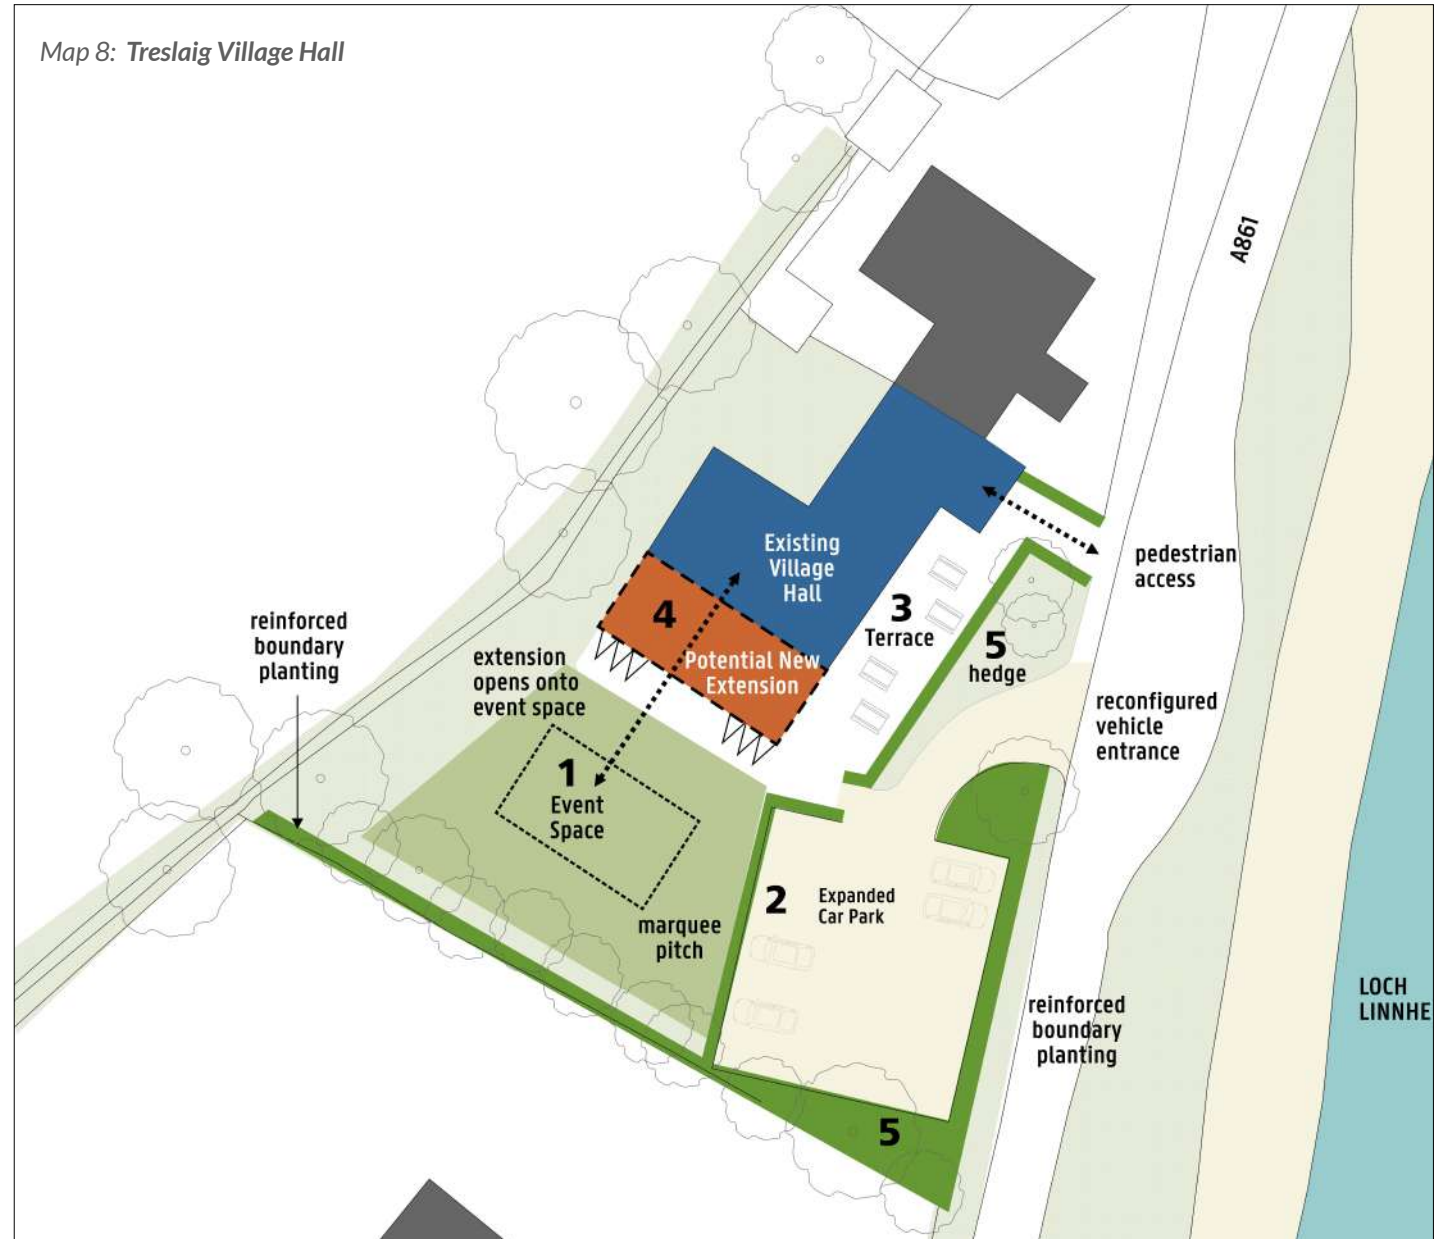 Map 8: Treslaig Village Hall
A861
Existing
Village
Hall
pedestrian
access
3
Terrace
5
hedge
4
Potential New
Extension
reinforced
boundary
planting
extension
opens onto
event space
reconfigured
vehicle
entrance
1
Event
Space
2
Expanded
Car Park
marquee
pitch
LOCH
LINNHE
reinforced
boundary
planting
5